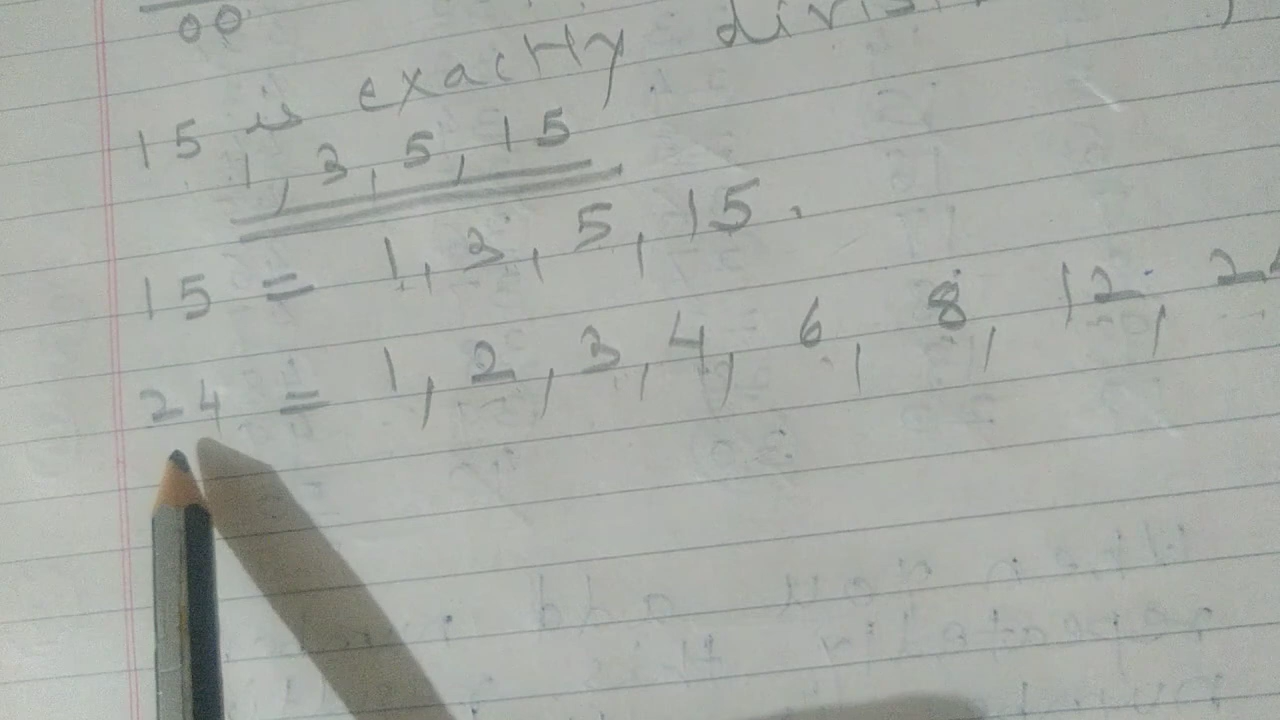 00
15 is exactly
1, 3, 5, 15
15 = 1, 3, 5, 15.
24 = 1, 2, 3, 4, 6, 8, 12, 24